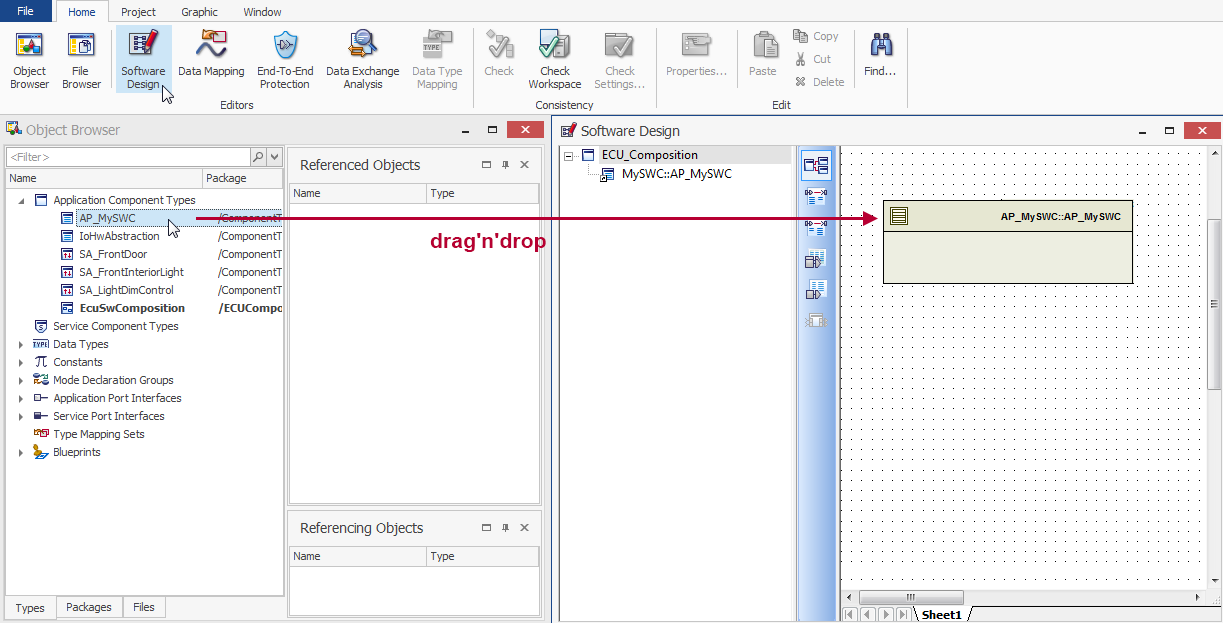 File Home Project Graphic Window
Object Browser
File Browser
Software Design
Data Mapping
End-To-End Protection
Data Exchange Analysis
Data Type Mapping
Check
Check Workspace
Check Settings...
Properties...
Paste
Copy
Cut
Delete
Find...
Editors
Consistency
Edit
Object Browser
<Filter>
Name Package
Application Component Types
AP_MySWC /ComponentT
IoHwAbstraction /ComponentT
SA_FrontDoor /ComponentT
SA_FrontInteriorLight /ComponentT
SA_LightDimControl /ComponentT
EcuSwComposition /ECUCompo
Service Component Types
TYPE Data Types
Constants
Mode Declaration Groups
Application Port Interfaces
Service Port Interfaces
Type Mapping Sets
Blueprints
Types Packages Files
Referenced Objects
Name Type
drag'n'drop
Referencing Objects
Name Type
Software Design
ECU_Composition
MySWC::AP_MySWC
AP_MySWC::AP_MySWC
Sheet1